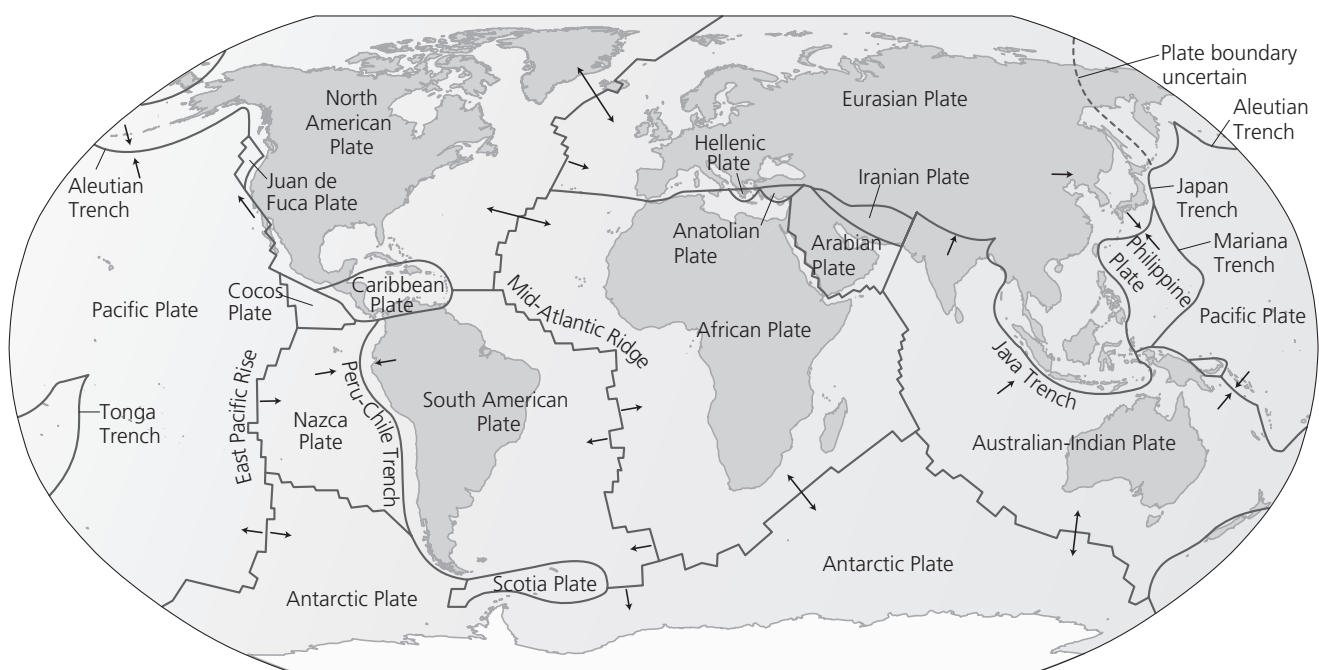 North
American
Plate
Eurasian Plate
Plate boundary
uncertain
Aleutian
Trench
Aleutian
Trench
Juan de
Fuca Plate
Hellenic
Plate
Iranian Plate
Anatolian
Plate
Arabian
Plate
Japan
Trench
Mariana
Trench
Philippine
Plate
Pacific Plate
Cocos
Plate
Caribbean
Plate
Mid-Atlantic Ridge
African Plate
Pacific Plate
East Pacific Rise
Peru-Chile Trench
Java Trench
Tonga
Trench
Nazca
Plate
South American
Plate
Australian-Indian Plate
Antarctic Plate
Scotia Plate
Antarctic Plate